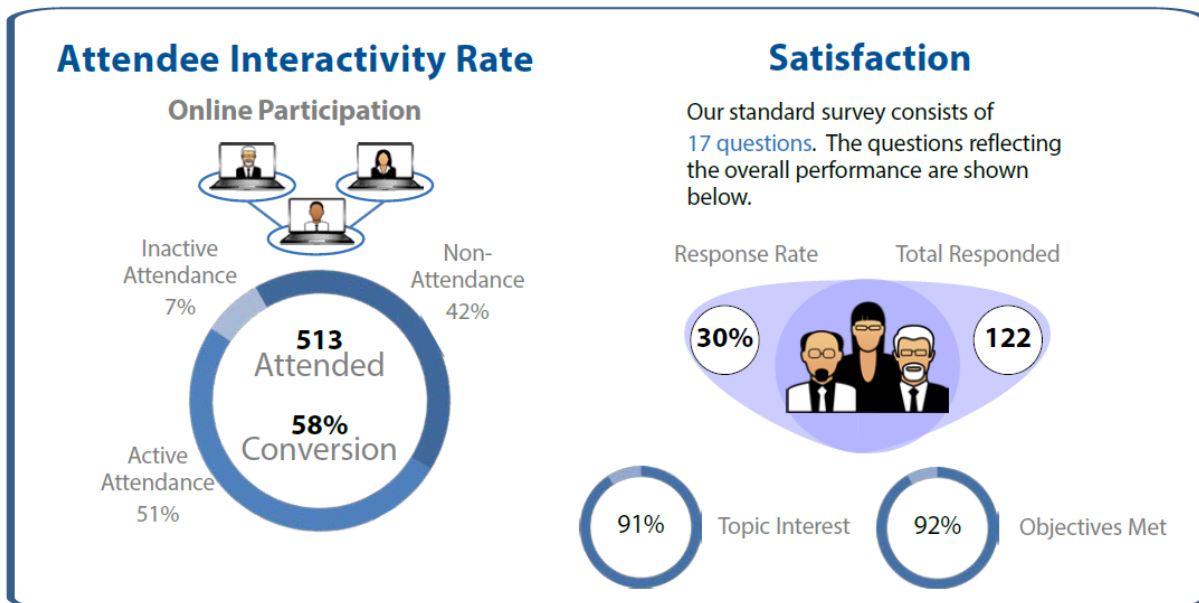 Attendee Interactivity Rate
Online Participation
Inactive
Attendance
7%
Non-
Attendance
42%
513
Attended
58%
Conversion
Active
Attendance
51%
Satisfaction
Our standard survey consists of
17 questions. The questions reflecting
the overall performance are shown
below.
Response Rate
Total Responded
30%
122
91%
Topic Interest
92%
Objectives Met